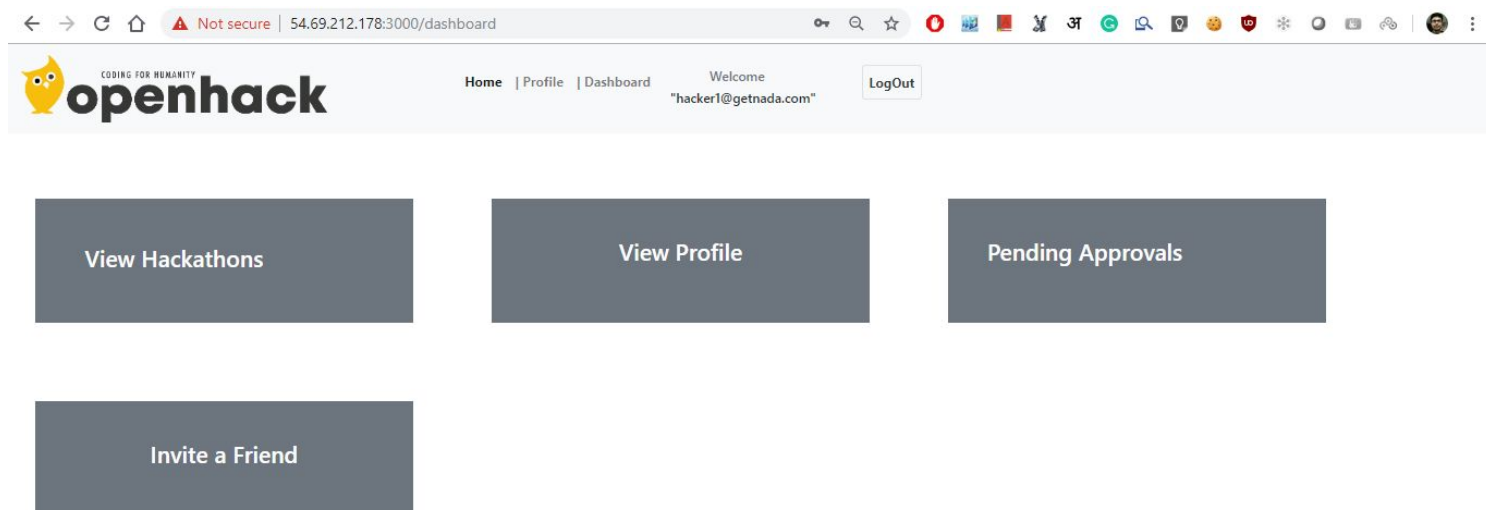 Not secure | 54.69.212.178:3000/dashboard
CODING FOR HUMANITY
openhack
Home | Profile | Dashboard
Welcome
"hacker1@getnada.com"
LogOut
View Hackathons
View Profile
Pending Approvals
Invite a Friend